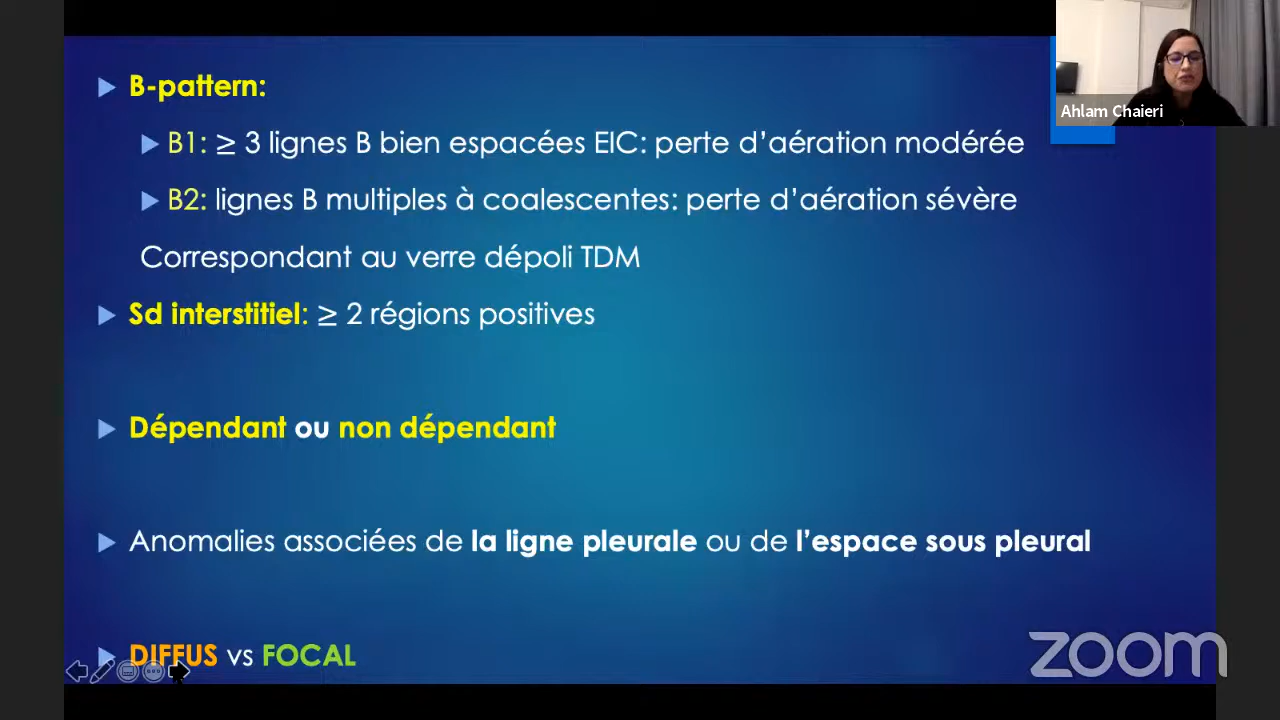 B-pattern:
B1: ≥ 3 lignes B bien espacées EIC: perte d’aération modérée
B2: lignes B multiples à coalescentes: perte d’aération sévère
Correspondant au verre dépoli TDM
Sd interstitiel: ≥ 2 régions positives
Dépendant ou non dépendant
Anomalies associées de la ligne pleurale ou de l’espace sous pleural
DIFFUS vs FOCAL
Ahlam Chaieri
zoom